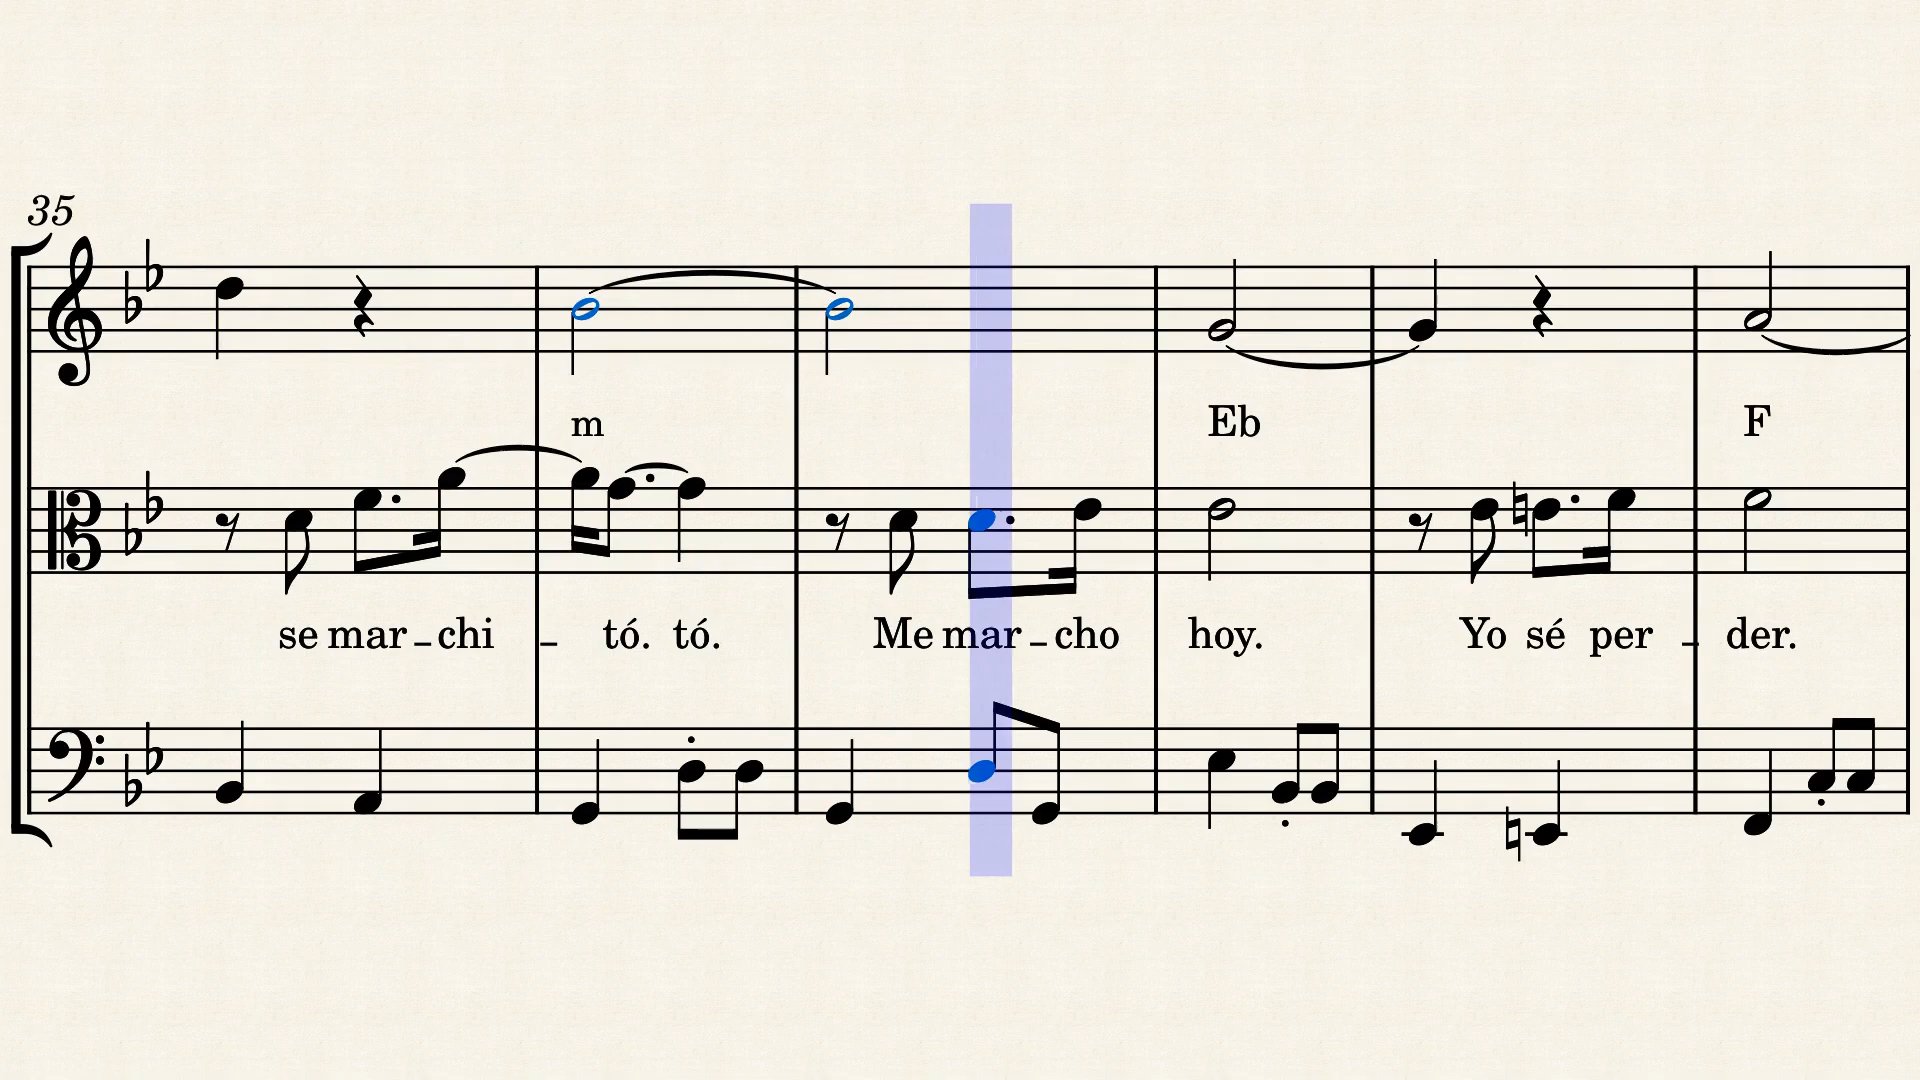 35
m Eb F
se mar - chi - tó. tó. Me mar - cho hoy. Yo sé per - der.